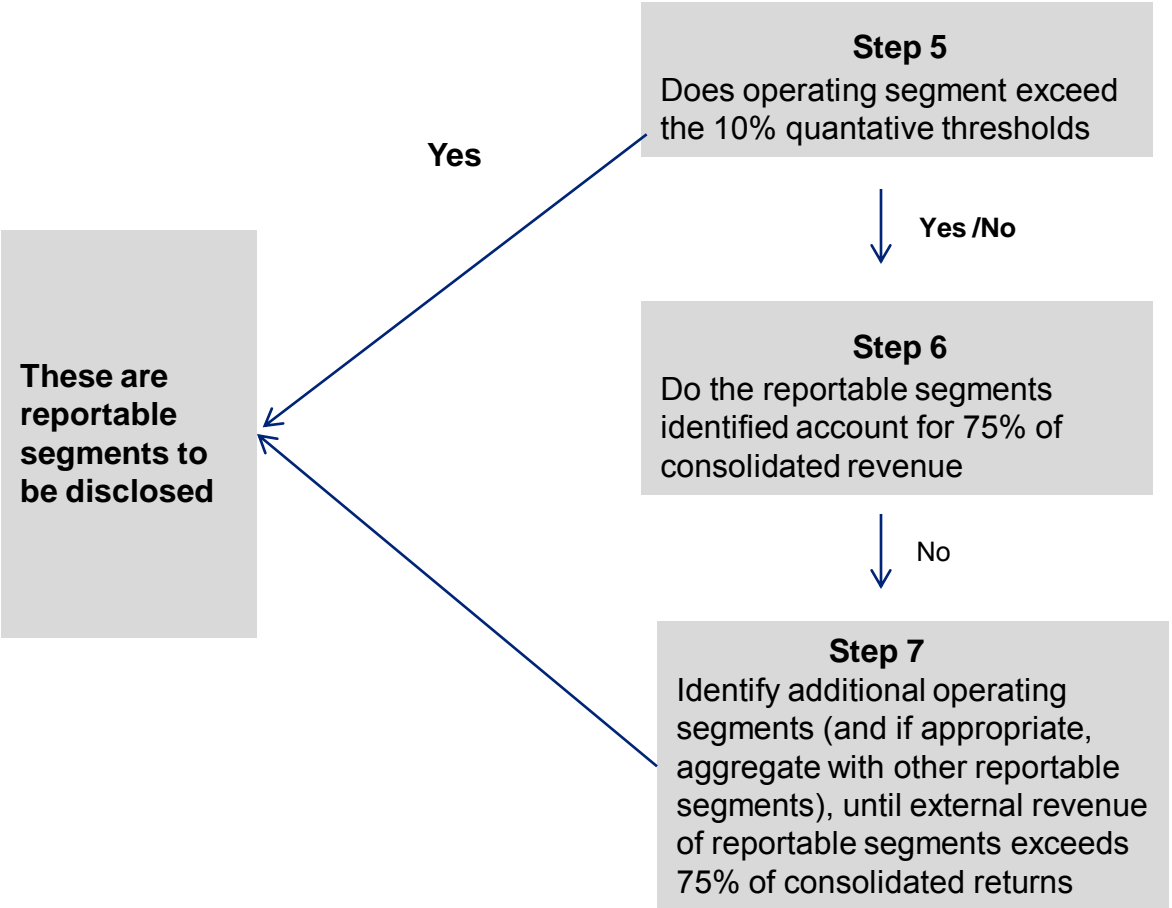 Step 5
Does operating segment exceed
the 10% quantative thresholds
Yes
Yes /No
These are
reportable
segments to
be disclosed
Step 6
Do the reportable segments
identified account for 75% of
consolidated revenue
No
Step 7
Identify additional operating
segments (and if appropriate,
aggregate with other reportable
segments), until external revenue
of reportable segments exceeds
75% of consolidated returns